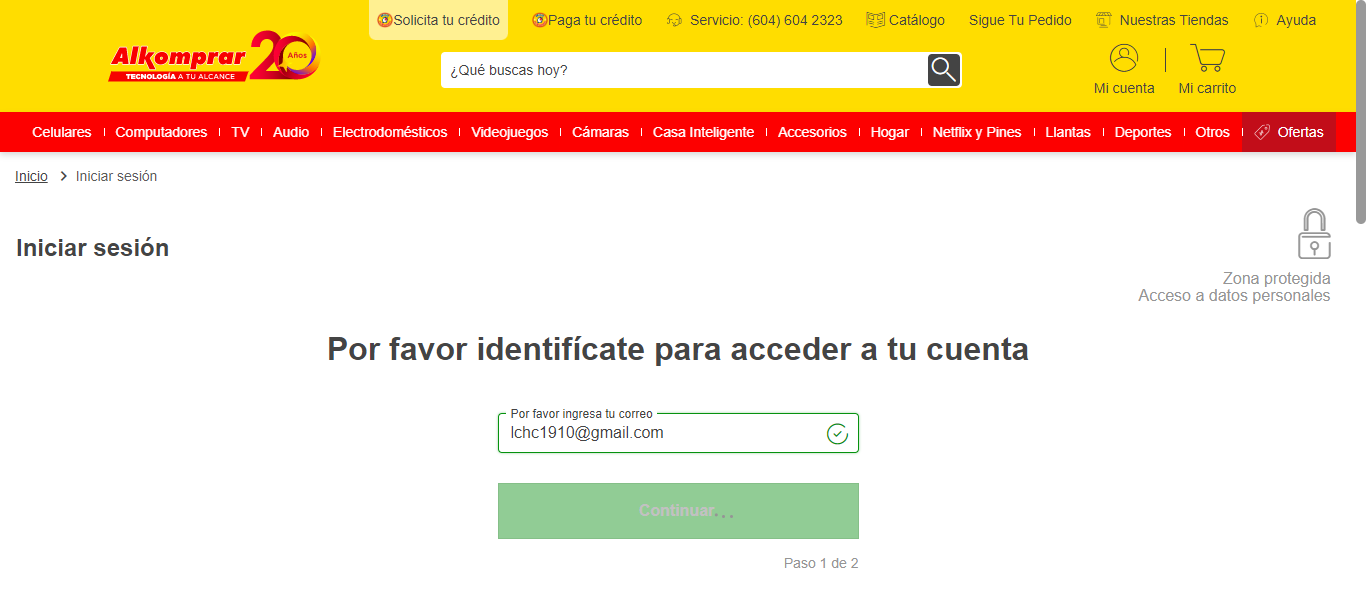 Solicita tu crédito
Paga tu crédito
Servicio: (604) 604 2323
Catálogo
Sigue Tu Pedido
Nuestras Tiendas
Ayuda
Alkomprar 20 Años
TECNOLOGÍA A TU ALCANCE
¿Qué buscas hoy?
Mi cuenta
Mi carrito
Celulares
Computadores
TV
Audio
Electrodomésticos
Videojuegos
Cámaras
Casa Inteligente
Accesorios
Hogar
Netflix y Pines
Llantas
Deportes
Otros
Ofertas
Inicio > Iniciar sesión
Iniciar sesión
Zona protegida
Acceso a datos personales
Por favor identifícate para acceder a tu cuenta
Por favor ingresa tu correo
lchc1910@gmail.com
Continuar...
Paso 1 de 2